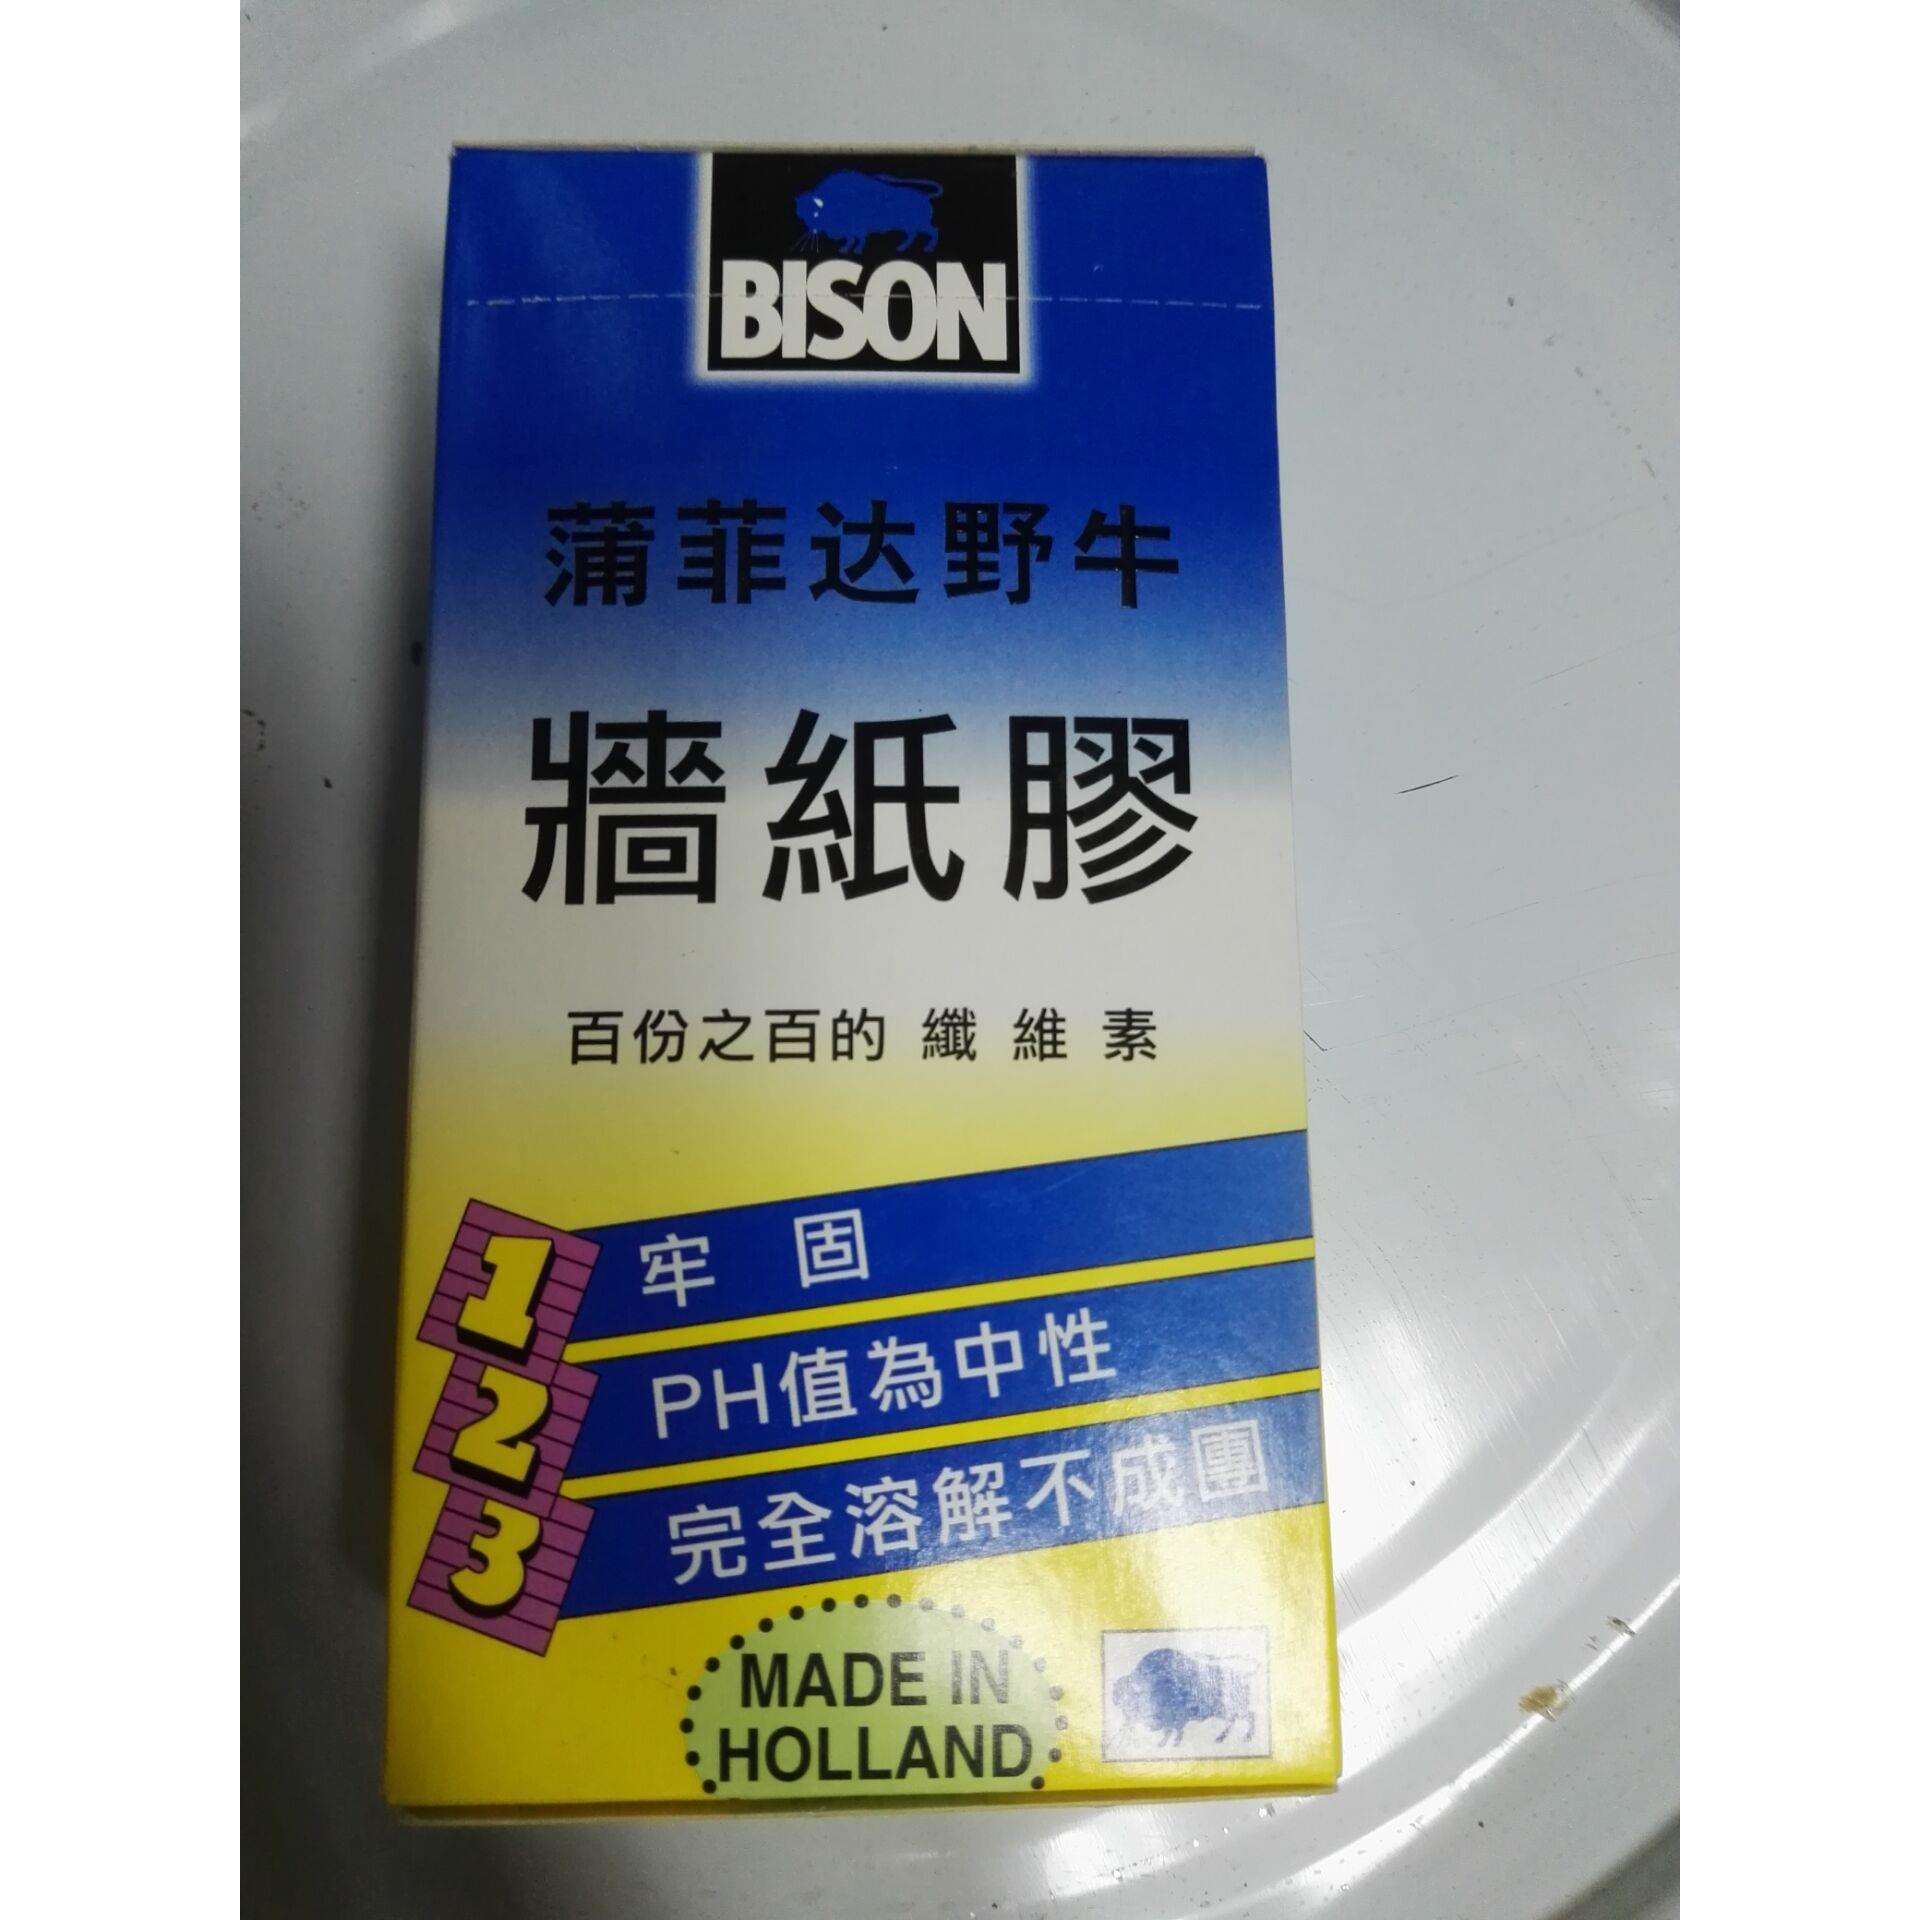 BISON
蒲菲达野牛
牆紙膠
百份之百的 纖 維 素
1 牢 固
2 PH值為中性
3 完全溶解不成團
MADE IN
HOLLAND